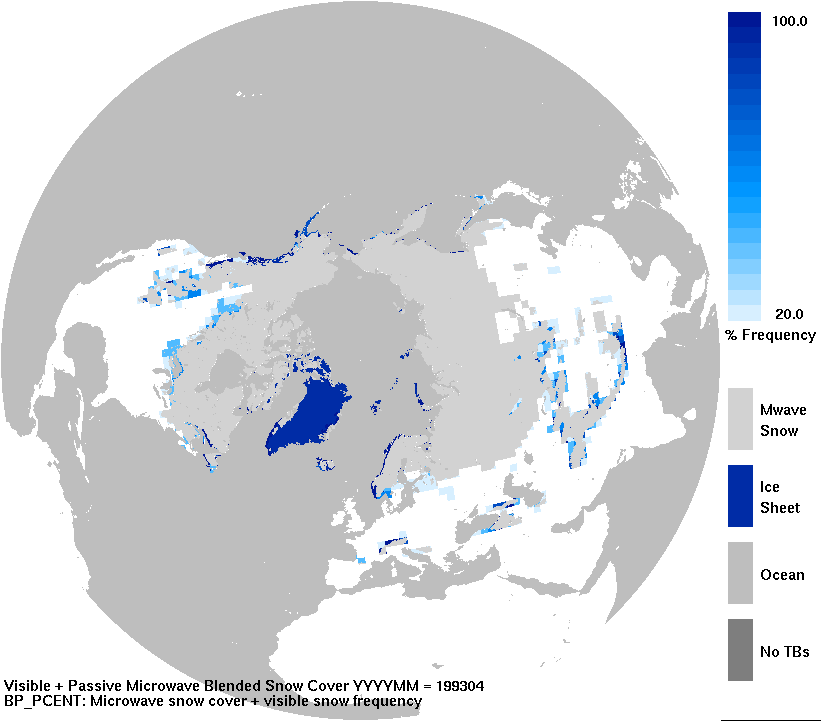 100.0
20.0
% Frequency
Mwave
Snow
Ice
Sheet
Ocean
No TBs
Visible + Passive Microwave Blended Snow Cover YYYYMM = 199304
BP_PCENT: Microwave snow cover + visible snow frequency